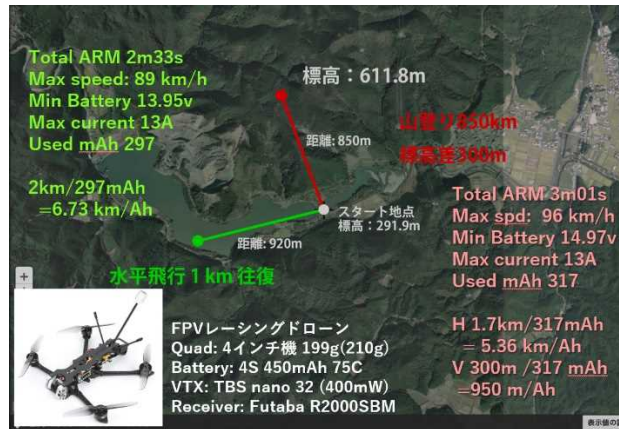 Total ARM 2m33s
Max speed: 89 km/h
Min Battery 13.95v
Max current 13A
Used mAh 297
2km/297mAh
=6.73 km/Ah
標高：611.8m
山登り850km
標高差300m
距離: 850m
スタート地点
標高：291.9m
距離: 920m
水平飛行 1 km 往復
Total ARM 3m01s
Max spd: 96 km/h
Min Battery 14.97v
Max current 13A
Used mAh 317
H 1.7km/317mAh
= 5.36 km/Ah
V 300m /317 mAh
=950 m/Ah
+
FPVレーシングドローン
Quad: 4インチ機 199g(210g)
Battery: 4S 450mAh 75C
VTX: TBS nano 32 (400mW)
Receiver: Futaba R2000SBM
表示値の